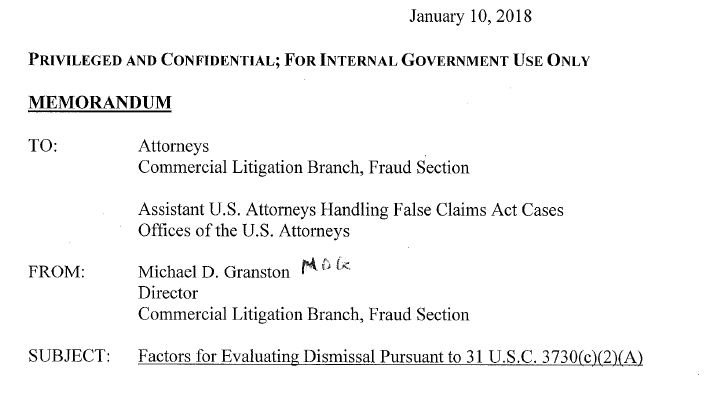 January 10, 2018
PRIVILEGED AND CONFIDENTIAL; FOR INTERNAL GOVERNMENT USE ONLY
MEMORANDUM
TO: Attorneys
Commercial Litigation Branch, Fraud Section
Assistant U.S. Attorneys Handling False Claims Act Cases
Offices of the U.S. Attorneys
FROM: Michael D. Granston
Director
Commercial Litigation Branch, Fraud Section
SUBJECT: Factors for Evaluating Dismissal Pursuant to 31 U.S.C. 3730(c)(2)(A)